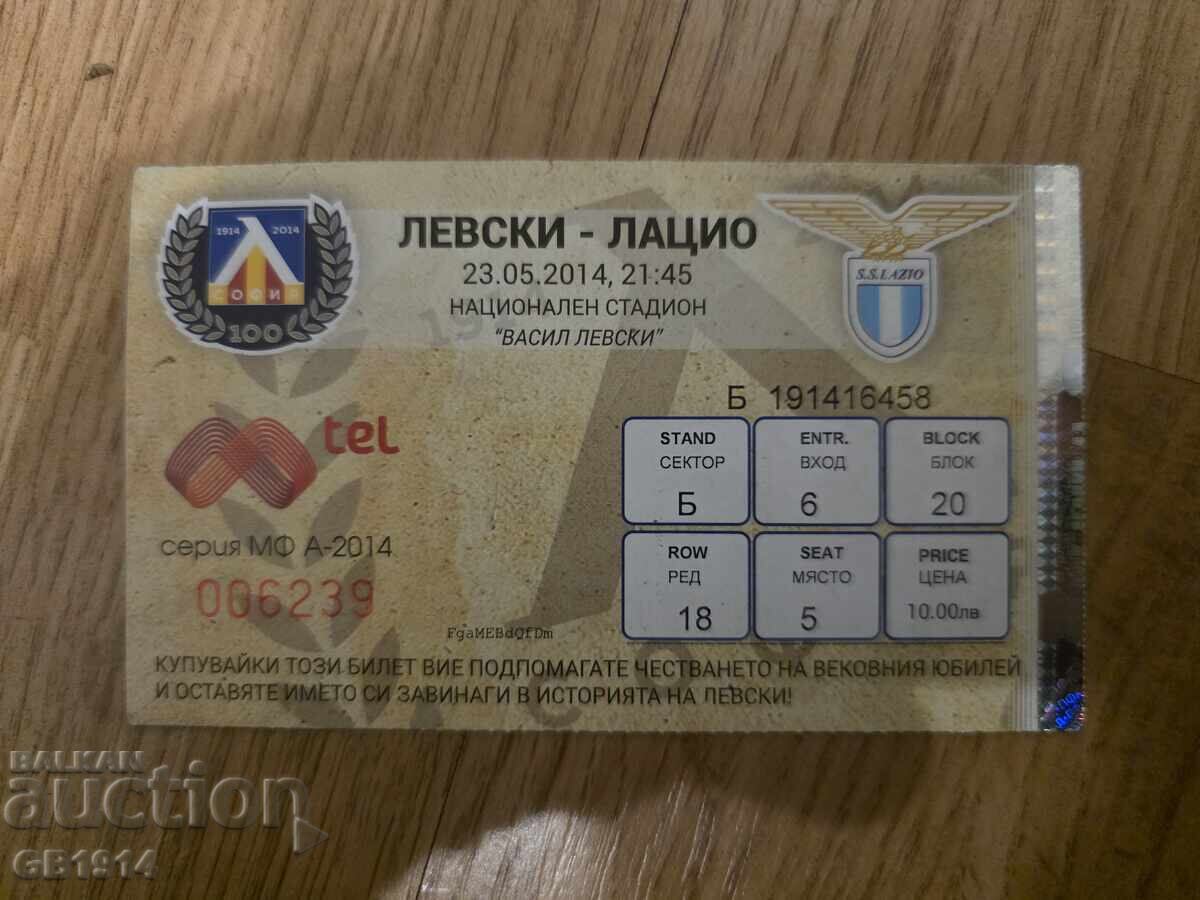 1914 2014
СОФИЯ
100
ЛЕВСКИ - ЛАЦИО
23.05.2014, 21:45
НАЦИОНАЛЕН СТАДИОН
"ВАСИЛ ЛЕВСКИ"
S.S.LAZIO
Б 191416458
tel
серия МФ А-2014
006239
STAND
СЕКТОР
Б
ENTR.
ВХОД
6
BLOCK
БЛОК
20
ROW
РЕД
18
SEAT
МЯСТО
5
PRICE
ЦЕНА
10.00лв
FgaMEBdQfDm
КУПУВАЙКИ ТОЗИ БИЛЕТ ВИЕ ПОДПОМАГАТЕ ЧЕСТВАНЕТО НА ВЕКОВНИЯ ЮБИЛЕЙ
И ОСТАВЯТЕ ИМЕТО СИ ЗАВИНАГИ В ИСТОРИЯТА НА ЛЕВСКИ!
BALKAN
auction
GB1914